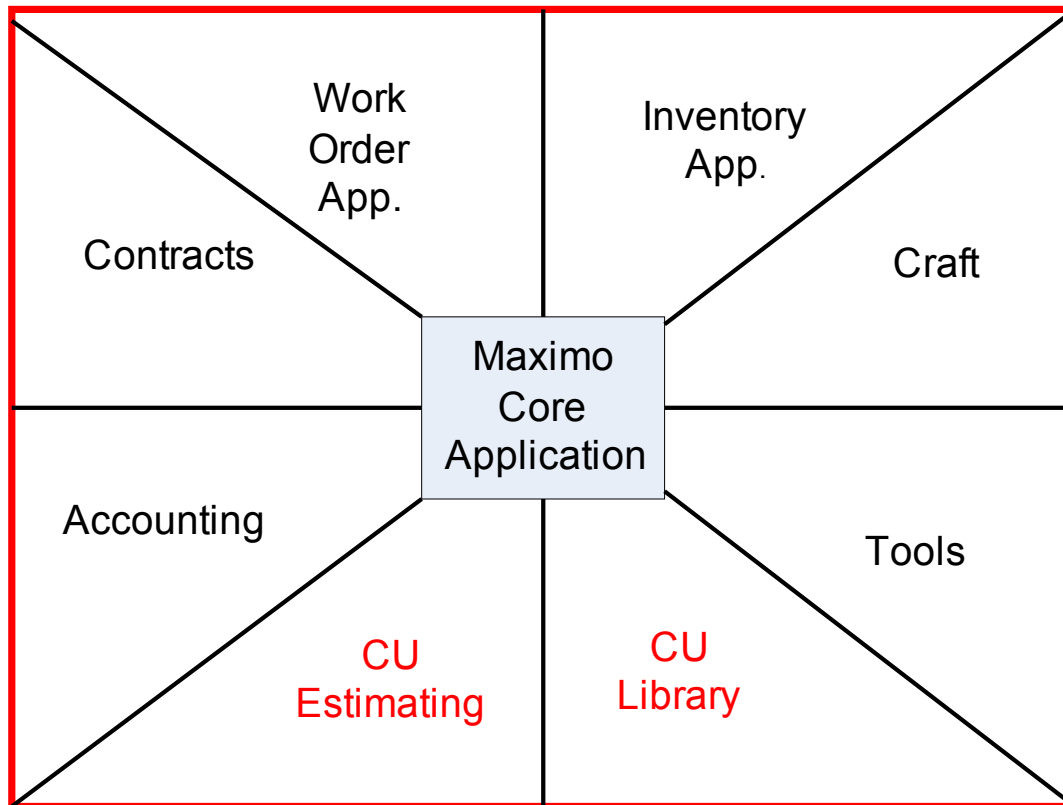 Work
Order
App.
Inventory
App.
Contracts
Craft
Maximo
Core
Application
Accounting
Tools
CU
Estimating
CU
Library